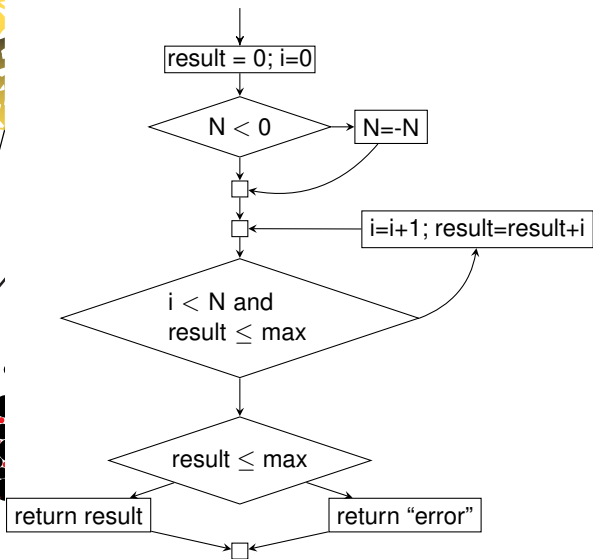 result = 0; i=0
N < 0
N=-N
i=i+1; result=result+i
i < N and
result ≤ max
result ≤ max
return result
return “error”